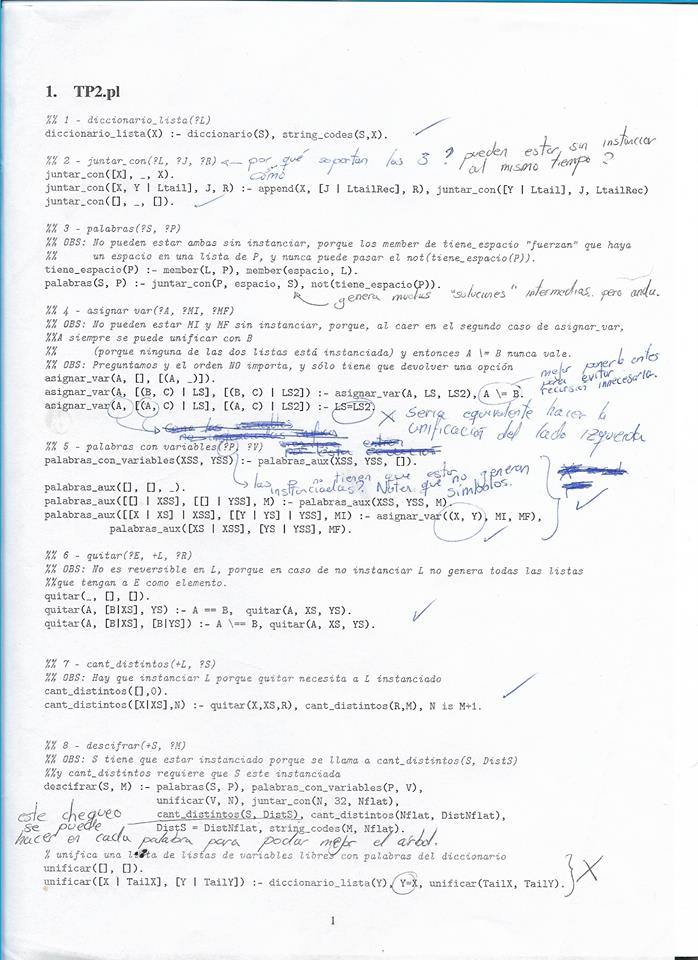 1. TP2.pl
%% 1 - diccionario_lista(?L)
diccionario_lista(X) :- diccionario(S), string_codes(S,X).
%% 2 - juntar_con(?L, ?J, ?R) ← por qué soportan las 3 ? pueden estar sin instanciar
cómo al mismo tiempo ?
juntar_con([X], _, X).
juntar_con([X, Y | Ltail], J, R) :- append(X, [J | LtailRec], R), juntar_con([Y | Ltail], J, LtailRec)
juntar_con([], _, []).
%% 3 - palabras(?S, ?P)
%% OBS: No pueden estar ambas sin instanciar, porque los member de tiene_espacio "fuerzan" que haya
%% un espacio en una lista de P, y nunca puede pasar el not(tiene_espacio(P)).
tiene_espacio(P) :- member(L, P), member(espacio, L).
palabras(S, P) :- juntar_con(P, espacio, S), not(tiene_espacio(P)).
genera muchas "soluciones" intermedias. pero anda.
%% 4 - asignar var(?A, ?MI, ?MF)
%% OBS: No pueden estar MI y MF sin instanciar, porque, al caer en el segundo caso de asignar_var,
%%A siempre se puede unificar con B
%% (porque ninguna de las dos listas está instanciada) y entonces A \= B nunca vale.
%% OBS: Preguntamos y el orden NO importa, y sólo tiene que devolver una opción
mejor ponerlo antes
asignar_var(A, [], [(A, _)]).
para evitar
recursión innecesaria.
asignar_var(A, [(B, C) | LS], [(B, C) | LS2]) :- asignar_var(A, LS, LS2), A \= B.
asignar_var(A, [(A, C) | LS], [(A, C) | LS2]) :- LS=LS2.
X sería equivalente hacer la
unificación del lado izquierdo
%% 5 - palabras con variables(?P, ?V)
palabras_con_variables(XSS, YSS) :- palabras_aux(XSS, YSS, []).
las P no tienen que estar
instanciadas? Noten que no generan
símbolos.
palabras_aux([], [], _).
palabras_aux([[] | XSS], [[] | YSS], M) :- palabras_aux(XSS, YSS, M).
palabras_aux([[X | XS] | XSS], [[Y | YS] | YSS], MI) :- asignar_var((X, Y), MI, MF),
palabras_aux([XS | XSS], [YS | YSS], MF).
%% 6 - quitar(?E, +L, ?R)
%% OBS: No es reversible en L, porque en caso de no instanciar L no genera todas las listas
%%que tengan a E como elemento.
quitar(_, [], []).
quitar(A, [B|XS], YS) :- A == B, quitar(A, XS, YS).
quitar(A, [B|XS], [B|YS]) :- A \== B, quitar(A, XS, YS).
%% 7 - cant_distintos(+L, ?S)
%% OBS: Hay que instanciar L porque quitar necesita a L instanciado
cant_distintos([],0).
cant_distintos([X|XS],N) :- quitar(X,XS,R), cant_distintos(R,M), N is M+1.
%% 8 - descifrar(+S, ?M)
%% OBS: S tiene que estar instanciado porque se llama a cant_distintos(S, DistS)
%%y cant_distintos requiere que S este instanciada
descifrar(S, M) :- palabras(S, P), palabras_con_variables(P, V),
unificar(V, N), juntar_con(N, 32, Nflat),
cant_distintos(S, DistS), cant_distintos(Nflat, DistNflat),
DistS = DistNflat, string_codes(M, Nflat).
este chequeo
se puede
hacer en cada palabra para podar mejor el arbol.
% unifica una lista de listas de variables libres con palabras del diccionario
unificar([], []).
unificar([X | TailX], [Y | TailY]) :- diccionario_lista(Y), Y=X, unificar(TailX, TailY). X
1